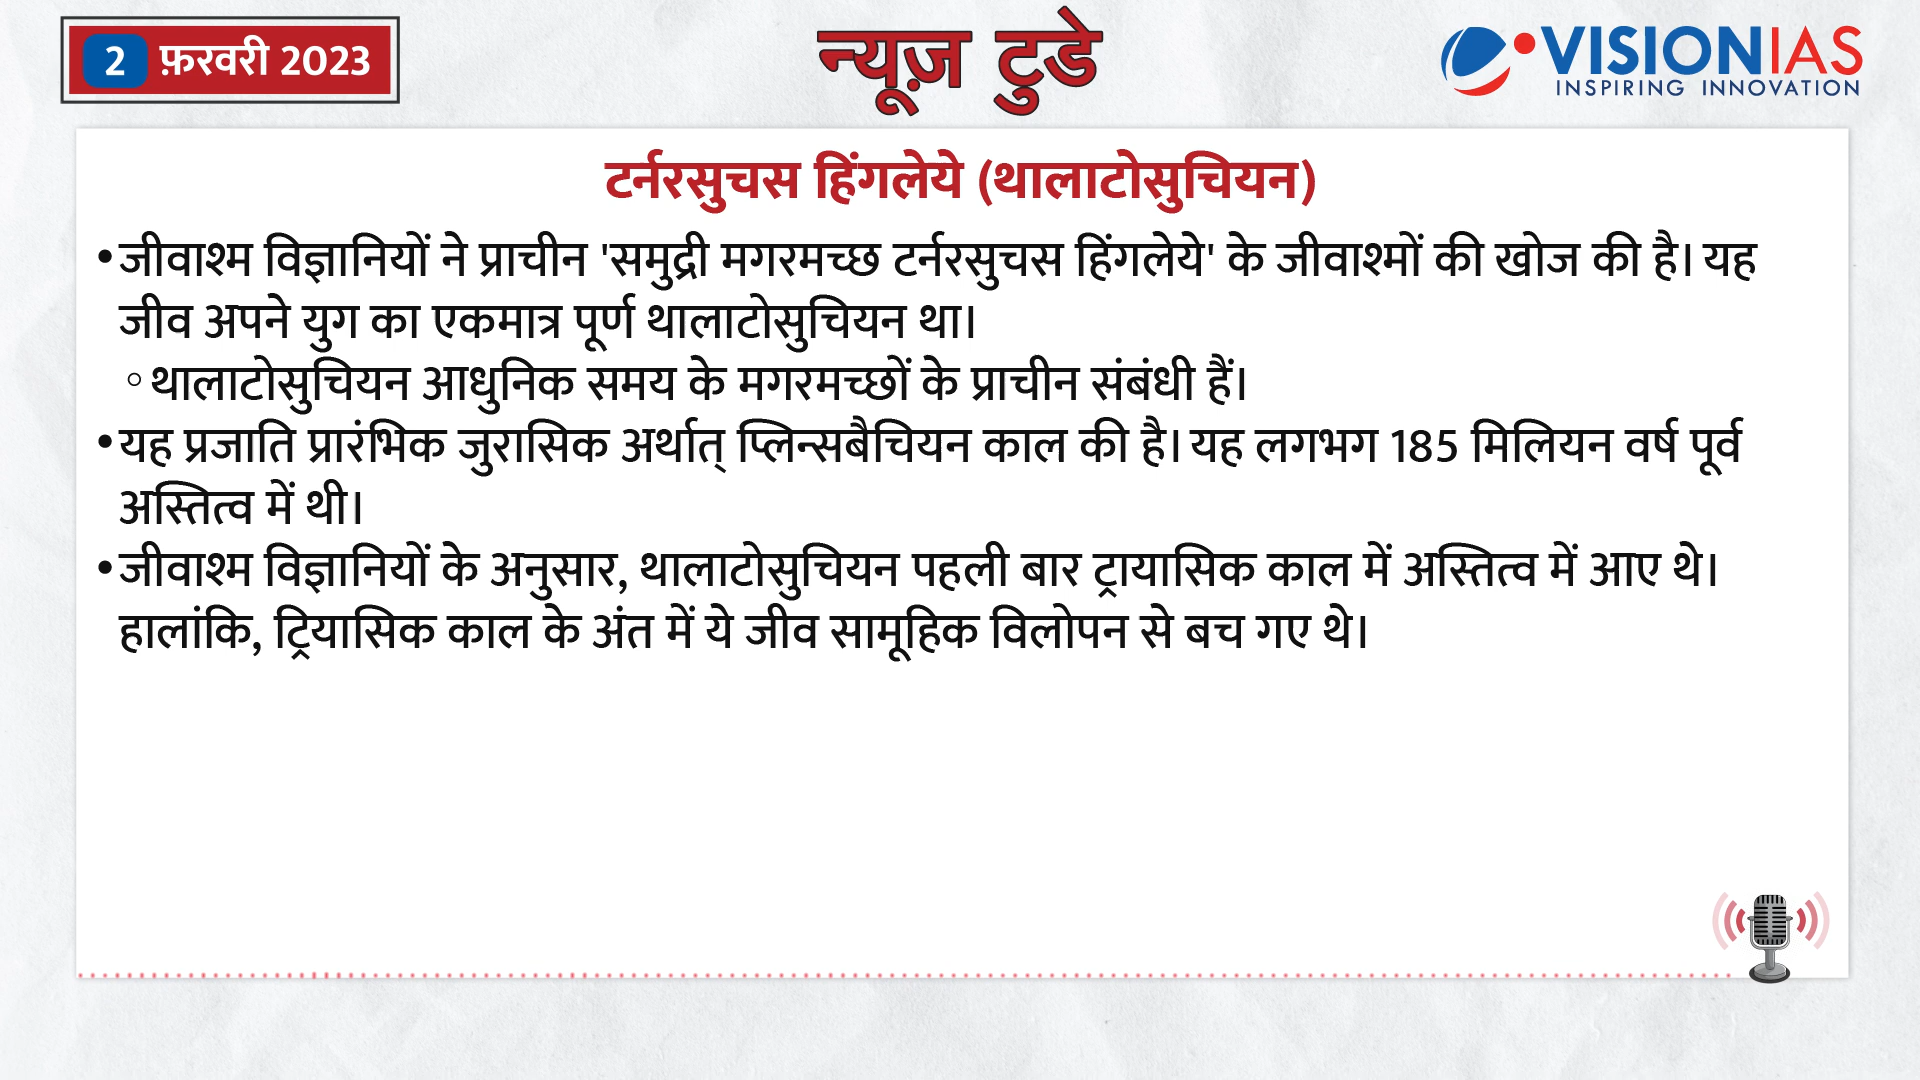 2 फ़रवरी 2023
न्यूज़ टुडे
VISIONIAS
INSPIRING INNOVATION
टर्नरसुचस हिंगलेये (थालाटोसुचियन)
•जीवाश्म विज्ञानियों ने प्राचीन 'समुद्री मगरमच्छ टर्नरसुचस हिंगलेये' के जीवाश्मों की खोज की है। यह
जीव अपने युग का एकमात्र पूर्ण थालाटोसुचियन था।
◦थालाटोसुचियन आधुनिक समय के मगरमच्छों के प्राचीन संबंधी हैं।
•यह प्रजाति प्रारंभिक जुरासिक अर्थात् प्लिन्सबैचियन काल की है। यह लगभग 185 मिलियन वर्ष पूर्व
अस्तित्व में थी।
•जीवाश्म विज्ञानियों के अनुसार, थालाटोसुचियन पहली बार ट्रायासिक काल में अस्तित्व में आए थे।
हालांकि, ट्रियासिक काल के अंत में ये जीव सामूहिक विलोपन से बच गए थे।